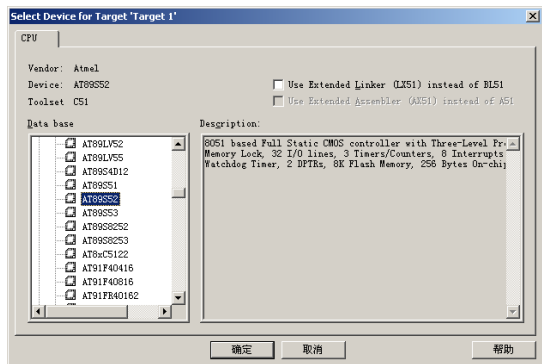 Select Device for Target 'Target 1'
CPU
Vendor: Atmel
Device: AT89S52
Toolset C51
Use Extended Linker (LX51) instead of BL51
Use Extended Assembler (AX51) instead of A51
Data base
Description:
AT89LV52
AT89LV55
AT89S4D12
AT89S51
AT89S52
AT89S53
AT89S8252
AT89S8253
AT8xC5122
AT91F40416
AT91F40816
AT91FR40162
8051 based Full Static CMOS controller with Three-Level Pr
Memory Lock, 32 I/O lines, 3 Timers/Counters, 8 Interrupts
Watchdog Timer, 2 DPTRs, 8K Flash Memory, 256 Bytes On-chip
确定
取消
帮助